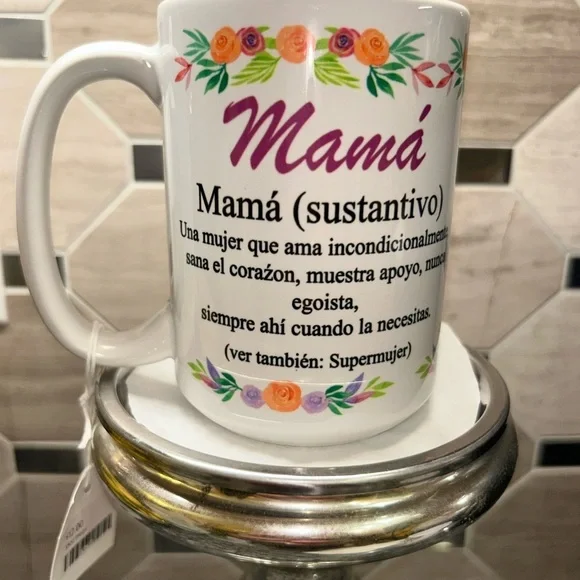 Mamá
Mamá (sustantivo)
Una mujer que ama incondicionalmente,
sana el coraźon, muestra apoyo, nunca
egoista,
siempre ahí cuando la necesitas.
(ver también: Supermujer)